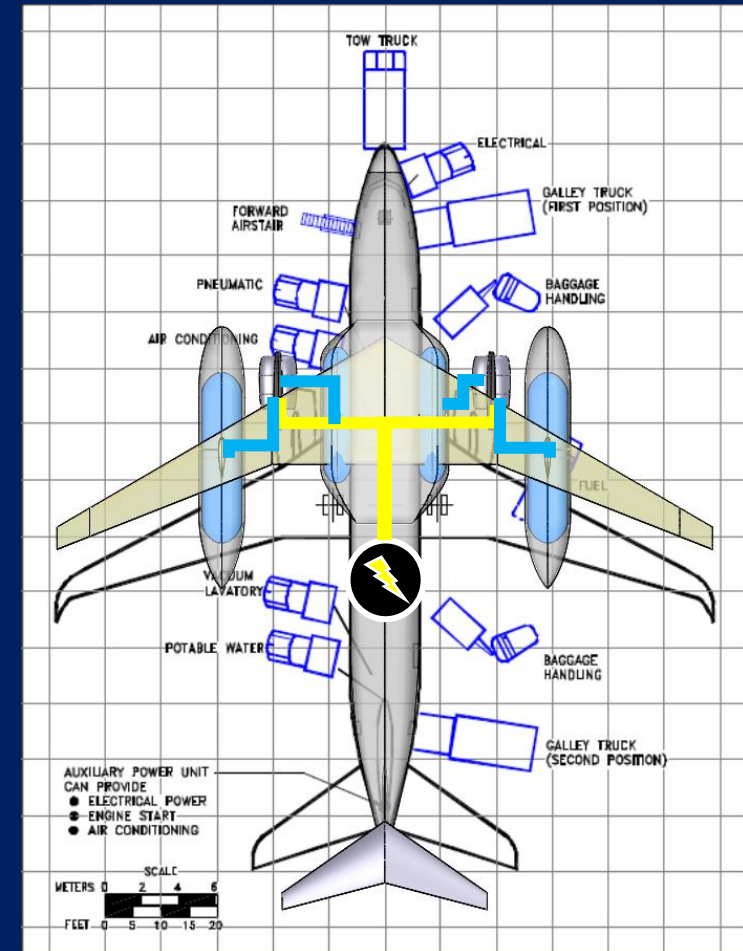 TOW TRUCK
ELECTRICAL
GALLEY TRUCK
(FIRST POSITION)
FORWARD
AIRSTAIR
PNEUMATIC
BAGGAGE
HANDLING
AIR CONDITIONING
FUEL
VACUUM
LAVATORY
POTABLE WATER
BAGGAGE
HANDLING
GALLEY TRUCK
(SECOND POSITION)
AUXILIARY POWER UNIT
CAN PROVIDE
● ELECTRICAL POWER
● ENGINE START
● AIR CONDITIONING
SCALE
METERS 0 2 4 6
FEET 0 5 10 15 20